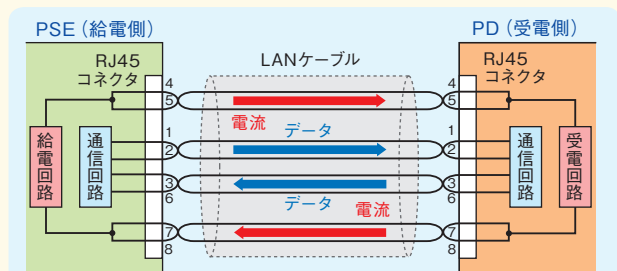 PSE（給電側）
PD（受電側）
RJ45
コネクタ
LANケーブル
RJ45
コネクタ
4
5
電流
4
5
給電回路
通信回路
1
2
データ
1
2
通信回路
受電回路
3
6
データ
3
6
電流
7
8
7
8